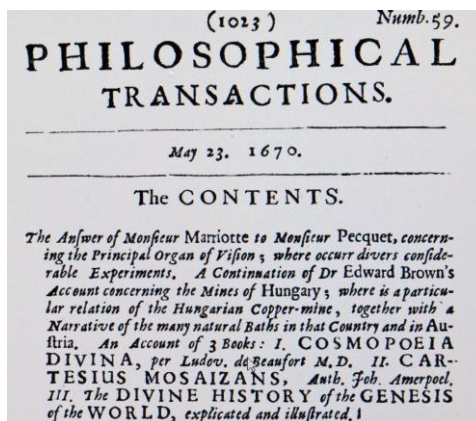 (1023) Numb. 59.
PHILOSOPHICAL
TRANSACTIONS.
May 23. 1670.
The CONTENTS.
The Anſwer of Monſieur Marriotte to Monſieur Pecquet, concern-
ing the Principal Organ of Viſion; where occurr divers conſide-
rable Experiments. A Continuation of Dr Edward Brown's
Account concerning the Mines of Hungary; where is a particu-
lar relation of the Hungarian Copper-mine, together with a
Narrative of the many natural Baths in that Country and in Au-
ſtria. An Account of 3 Books: I. COSMOPOEIA
DIVINA, per Ludov. de Beaufort M. D. II. CAR-
TESIUS MOSAIZANS, Auth. Joh. Amerpoel.
III. The DIVINE HISTORY of the GENESIS
of the WORLD, explicated and illuſtrated.